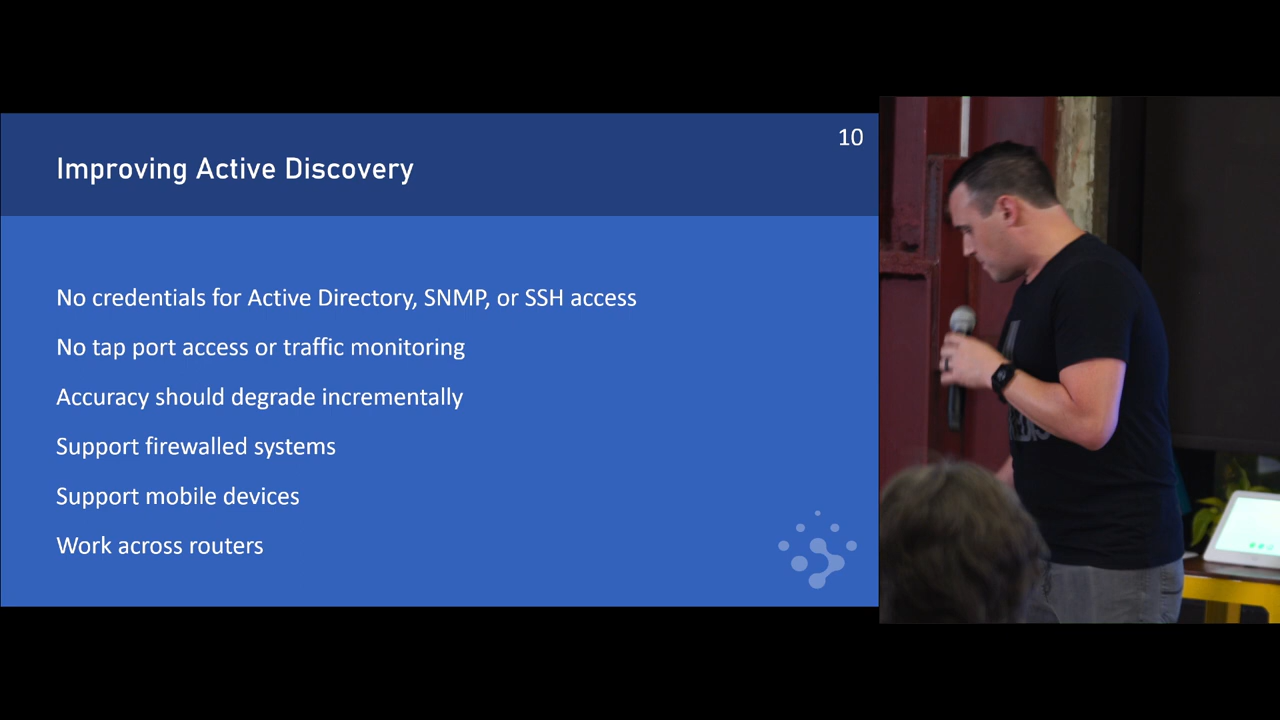 10
Improving Active Discovery
No credentials for Active Directory, SNMP, or SSH access
No tap port access or traffic monitoring
Accuracy should degrade incrementally
Support firewalled systems
Support mobile devices
Work across routers